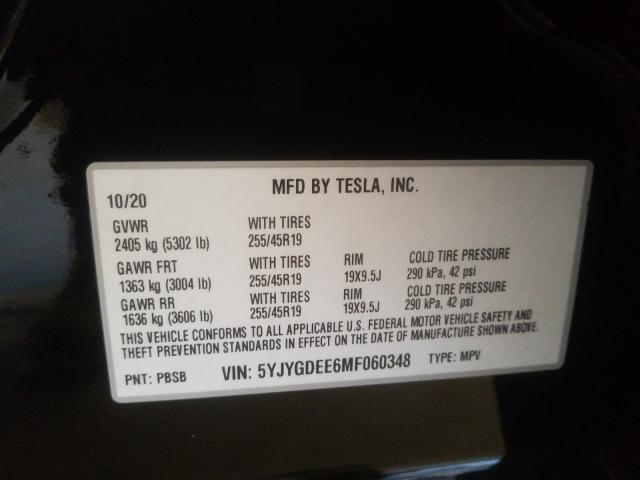 MFD BY TESLA, INC.
10/20
GVWR WITH TIRES
2405 kg (5302 lb) 255/45R19
GAWR FRT WITH TIRES RIM COLD TIRE PRESSURE
1363 kg (3004 lb) 255/45R19 19X9.5J 290 kPa, 42 psi
GAWR RR WITH TIRES RIM COLD TIRE PRESSURE
1636 kg (3606 lb) 255/45R19 19X9.5J 290 kPa, 42 psi
THIS VEHICLE CONFORMS TO ALL APPLICABLE U.S. FEDERAL MOTOR VEHICLE SAFETY AND
THEFT PREVENTION STANDARDS IN EFFECT ON THE DATE OF MANUFACTURE SHOWN ABOVE.
PNT: PBSB VIN: 5YJYGDEE6MF060348 TYPE: MPV